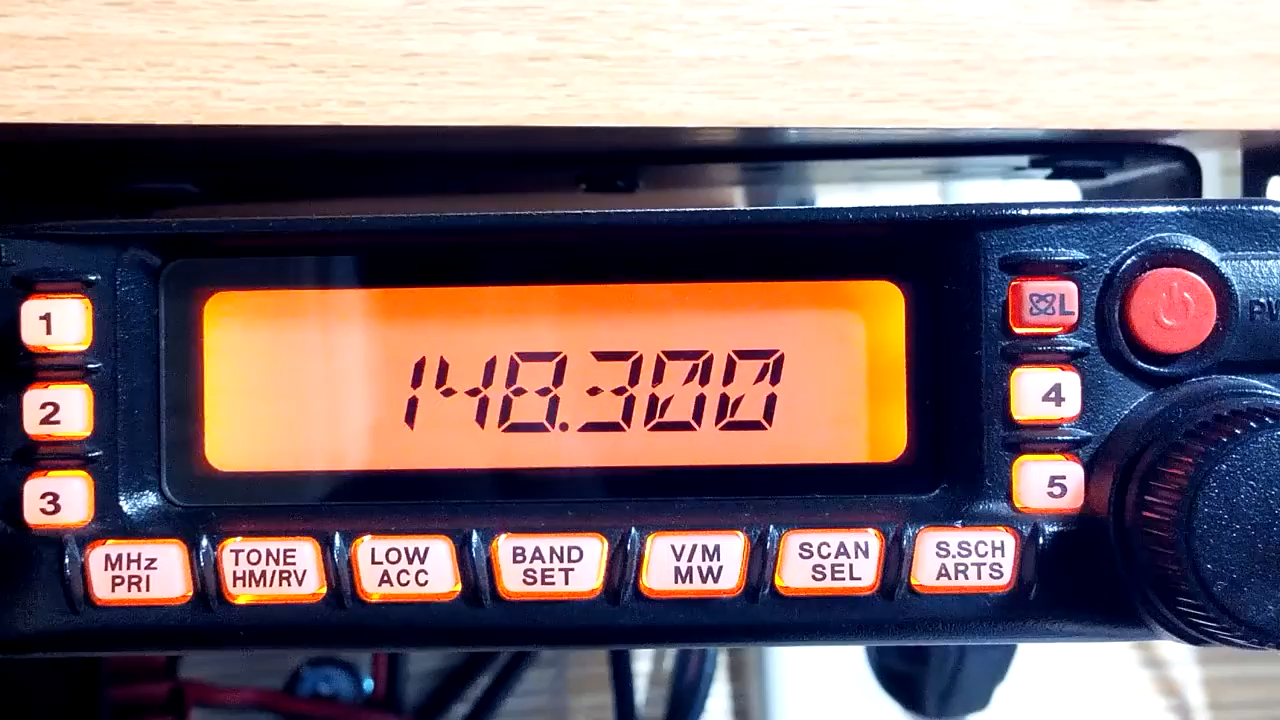 148.300
1
2
3
L
PW
4
5
MHz
PRI
TONE
HM/RV
LOW
ACC
BAND
SET
V/M
MW
SCAN
SEL
S.SCH
ARTS